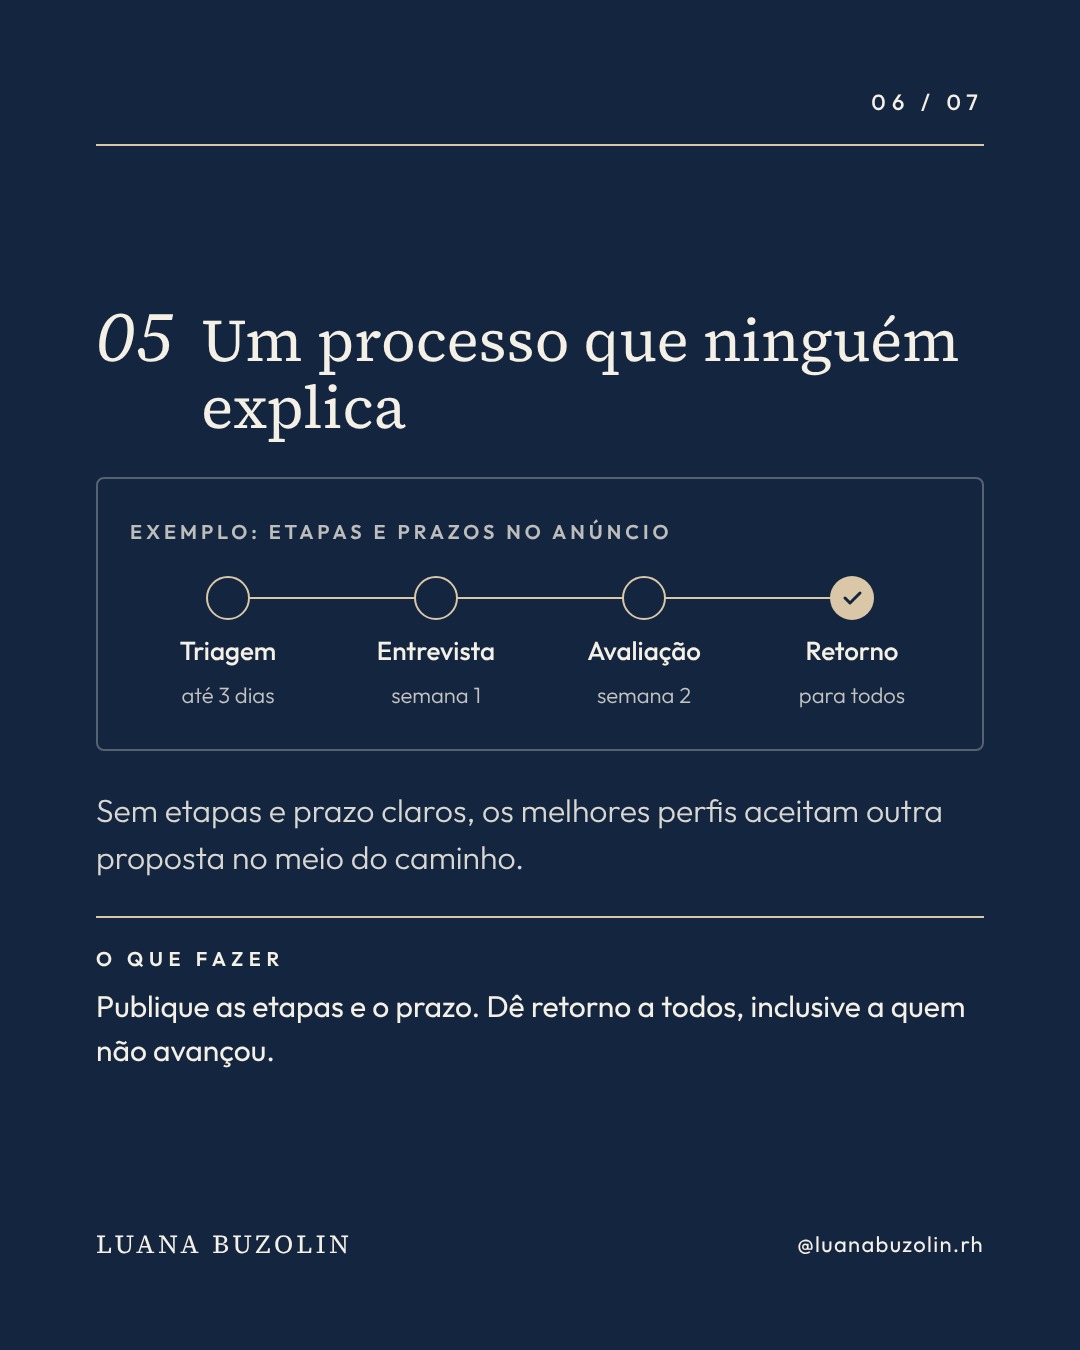 06 / 07
05 Um processo que ninguém
explica
EXEMPLO: ETAPAS E PRAZOS NO ANÚNCIO
Triagem Entrevista Avaliação Retorno
até 3 dias semana 1 semana 2 para todos
Sem etapas e prazo claros, os melhores perfis aceitam outra
proposta no meio do caminho.
O QUE FAZER
Publique as etapas e o prazo. Dê retorno a todos, inclusive a quem
não avançou.
LUANA BUZOLIN @luanabuzolin.rh